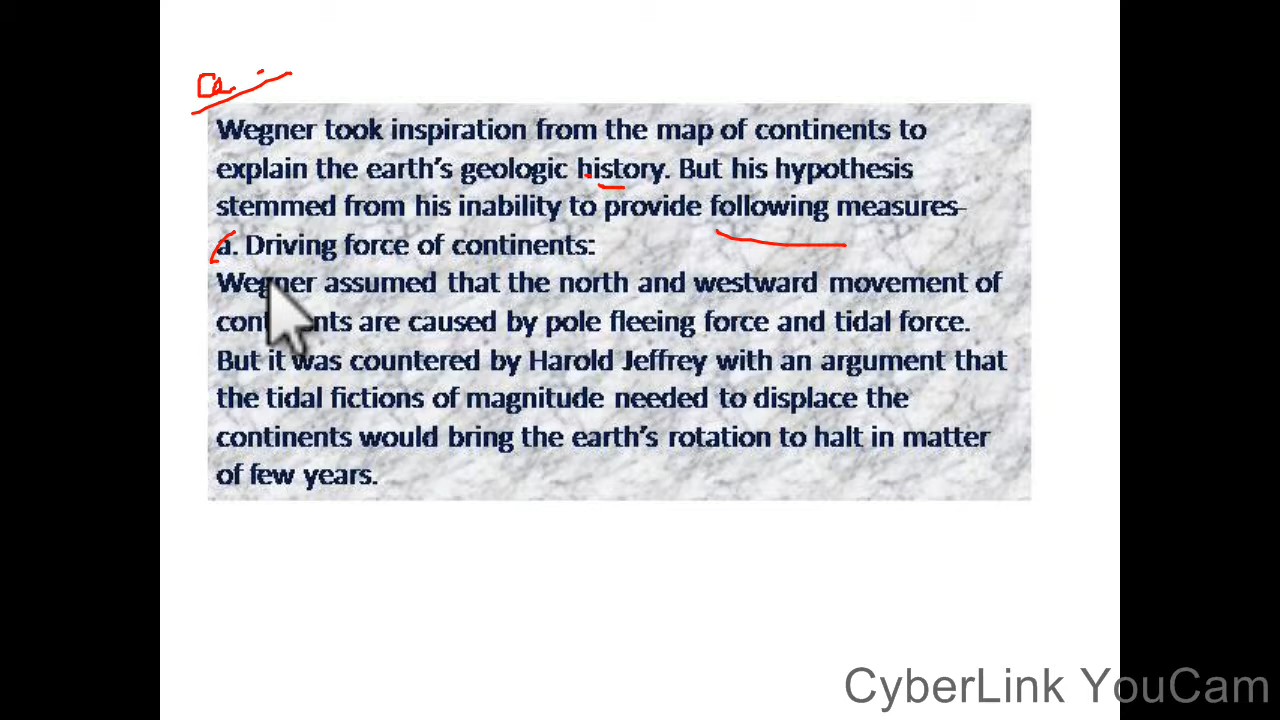 Wegner took inspiration from the map of continents to
explain the earth's geologic history. But his hypothesis
stemmed from his inability to provide following measures-
a. Driving force of continents:
Wegner assumed that the north and westward movement of
continents are caused by pole fleeing force and tidal force.
But it was countered by Harold Jeffrey with an argument that
the tidal fictions of magnitude needed to displace the
continents would bring the earth's rotation to halt in matter
of few years.
CyberLink YouCam